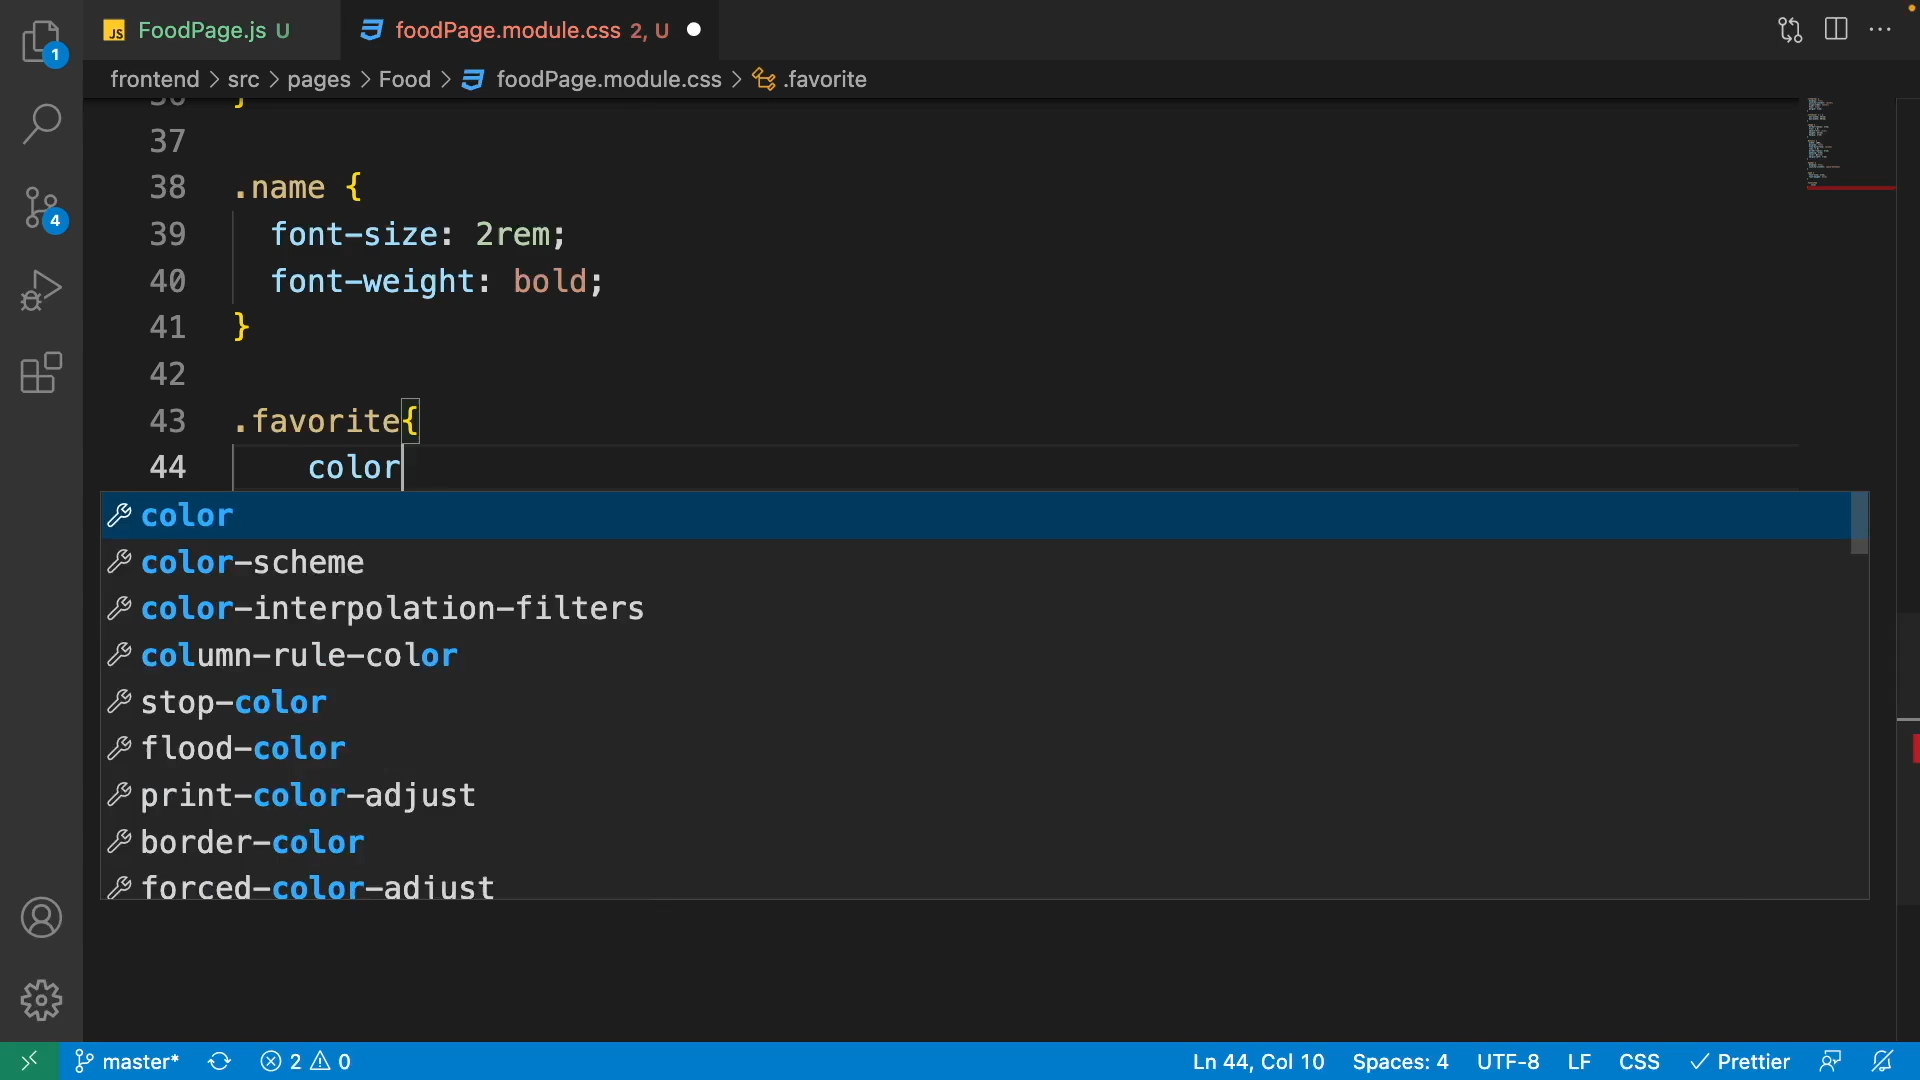 JS FoodPage.js U
foodPage.module.css 2, U
1
frontend > src > pages > Food > foodPage.module.css > .favorite
36 }
37
38 .name {
39 font-size: 2rem;
40 font-weight: bold;
41 }
42
43 .favorite{
44 color
color
color-scheme
color-interpolation-filters
column-rule-color
stop-color
flood-color
print-color-adjust
border-color
forced-color-adjust
4
master* 2 0 Ln 44, Col 10 Spaces: 4 UTF-8 LF CSS Prettier